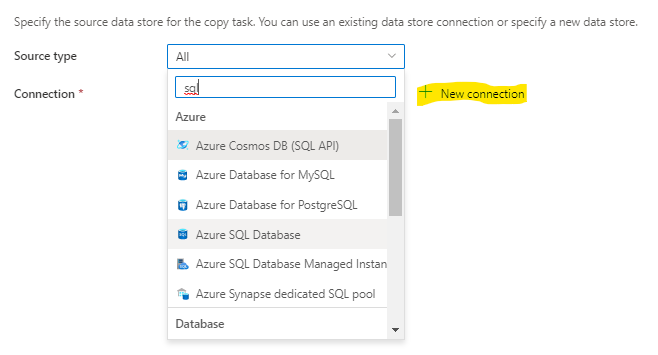 Specify the source data store for the copy task. You can use an existing data store connection or specify a new data store.
Source type
All
sql
Connection *
+ New connection
Azure
Azure Cosmos DB (SQL API)
Azure Database for MySQL
Azure Database for PostgreSQL
Azure SQL Database
Azure SQL Database Managed Instan
Azure Synapse dedicated SQL pool
Database